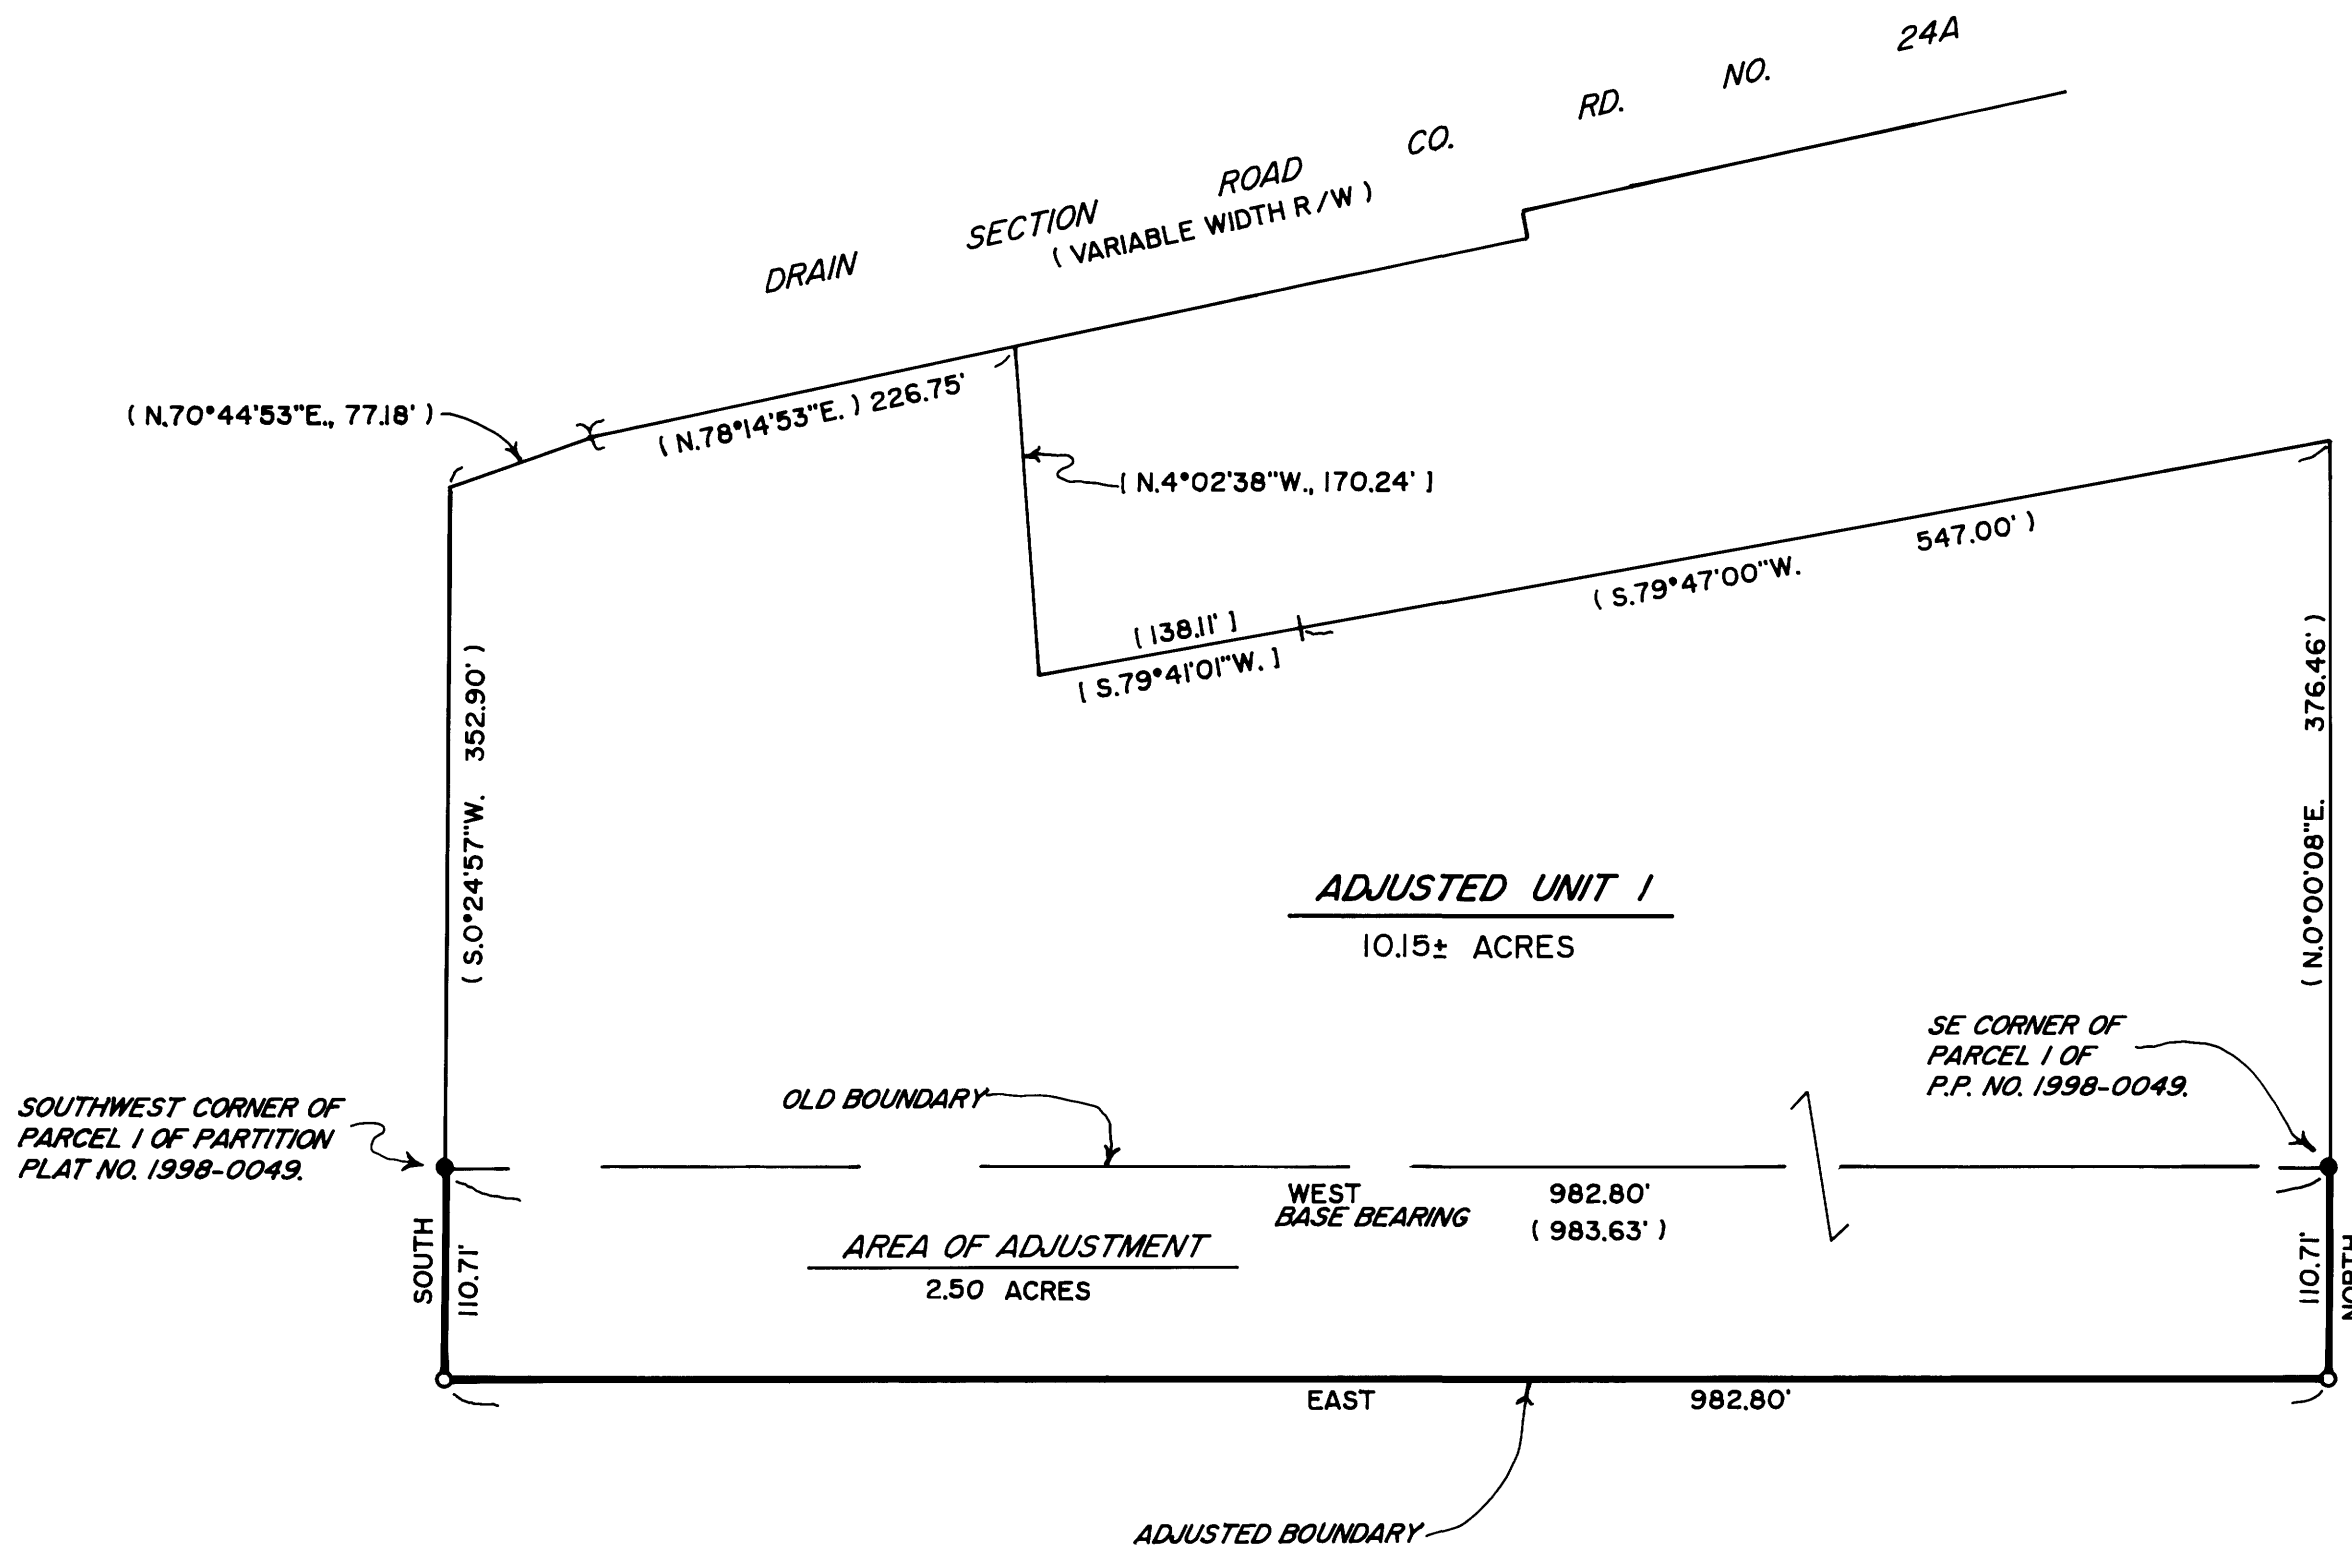 DRAIN SECTION ROAD CO. RD. NO. 24A
( VARIABLE WIDTH R/W )
( N.70°44'53"E., 77.18' )
( N.78°14'53"E. ) 226.75'
[ N.4°02'38"W., 170.24' ]
( S.79°47'00"W. 547.00' )
[ 138.11' ]
[ S.79°41'01"W. ]
( S.0°24'57"W. 352.90' )
( N.0°00'08"E. 376.46' )
ADJUSTED UNIT 1
10.15± ACRES
SE CORNER OF
PARCEL 1 OF
P.P. NO. 1998-0049.
OLD BOUNDARY
SOUTHWEST CORNER OF
PARCEL 1 OF PARTITION
PLAT NO. 1998-0049.
WEST 982.80'
BASE BEARING
( 983.63' )
AREA OF ADJUSTMENT
2.50 ACRES
SOUTH
110.71'
110.71'
NORTH
EAST 982.80'
ADJUSTED BOUNDARY